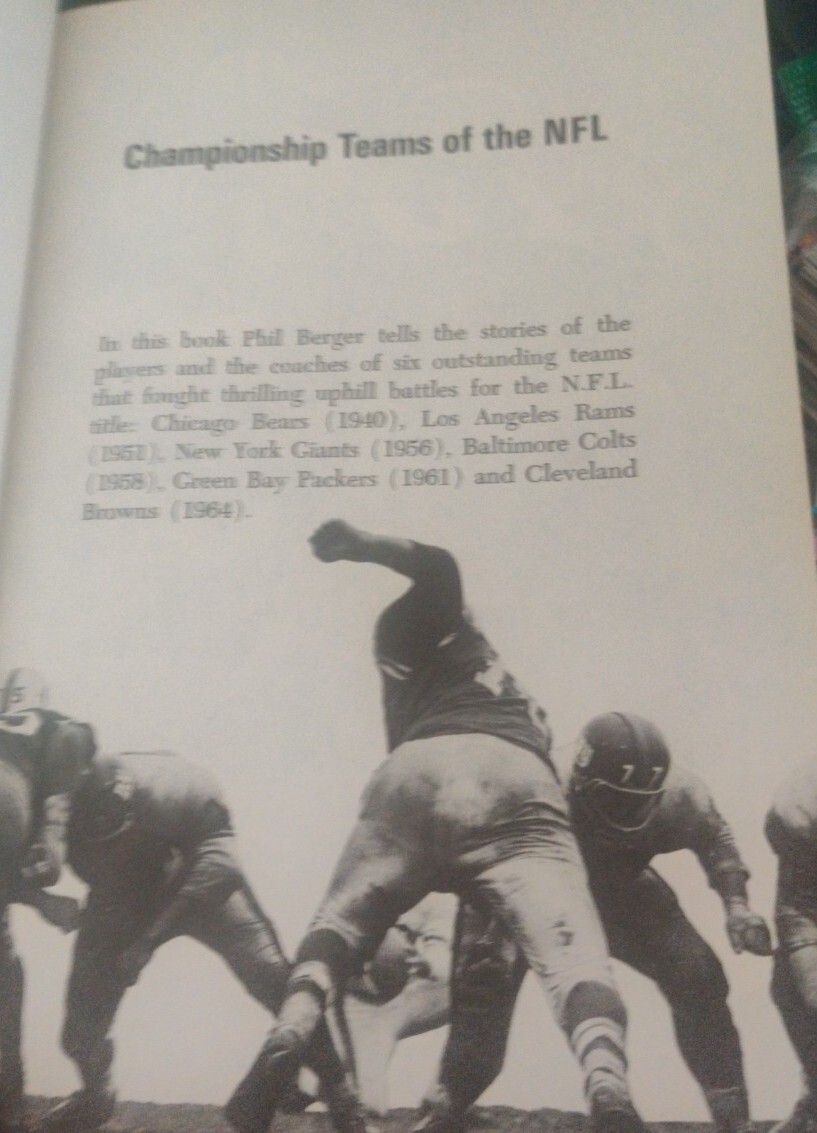 Championship Teams of the NFL
In this book Phil Berger tells the stories of the
players and the coaches of six outstanding teams
that fought thrilling uphill battles for the N.F.L.
title: Chicago Bears (1940), Los Angeles Rams
(1951), New York Giants (1956), Baltimore Colts
(1958), Green Bay Packers (1961) and Cleveland
Browns (1964).
77